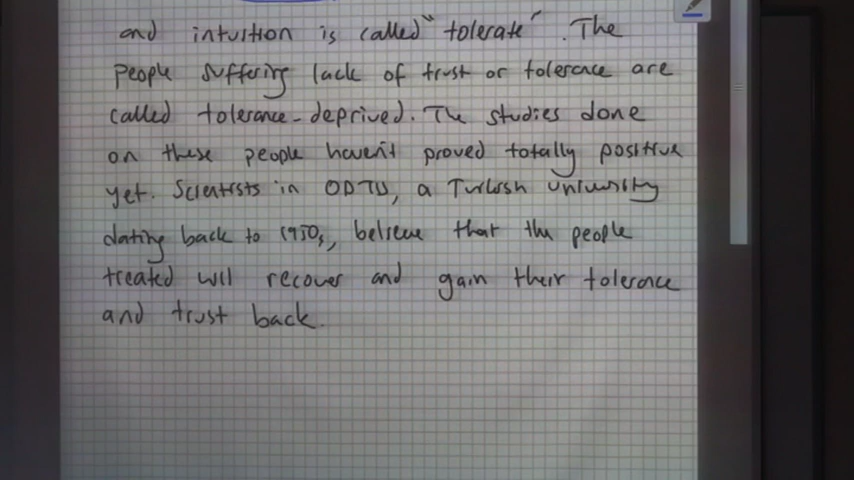 and intuition is called "tolerate". The
people suffering lack of trust or tolerance are
called tolerance-deprived. The studies done
on these people haven't proved totally positive
yet. Scientists in ODTU, a Turkish university
dating back to 1950s, believe that the people
treated will recover and gain their tolerance
and trust back.